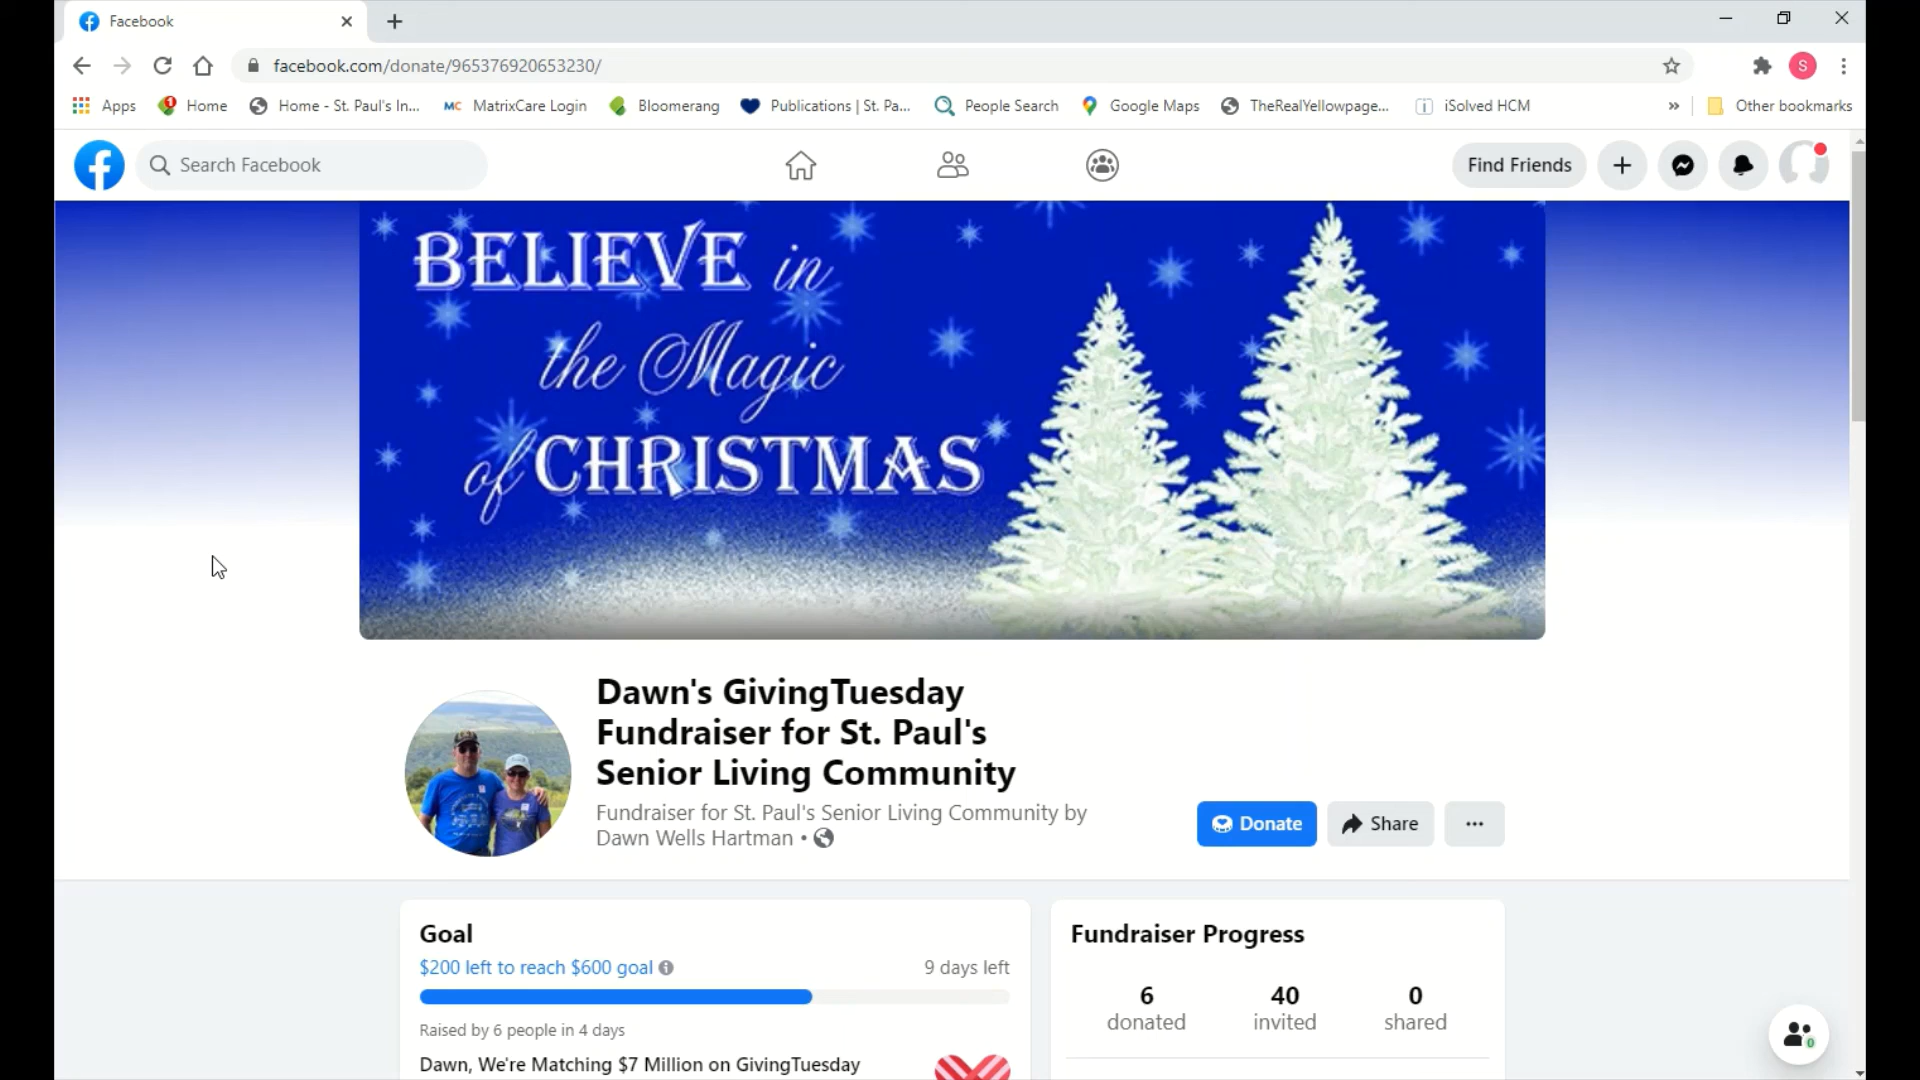 Facebook
facebook.com/donate/965376920653230/
S
Apps
1
Home
Home - St. Paul's In...
MC MatrixCare Login
Bloomerang
Publications | St. Pa...
People Search
Google Maps
TheRealYellowpage...
iSolved HCM
»
Other bookmarks
Search Facebook
Find Friends
BELIEVE in
the Magic
of CHRISTMAS
Dawn's GivingTuesday
Fundraiser for St. Paul's
Senior Living Community
Fundraiser for St. Paul's Senior Living Community by
Dawn Wells Hartman •
Donate
Share
Goal
$200 left to reach $600 goal
9 days left
Raised by 6 people in 4 days
Dawn, We're Matching $7 Million on GivingTuesday
Fundraiser Progress
6
donated
40
invited
0
shared
0